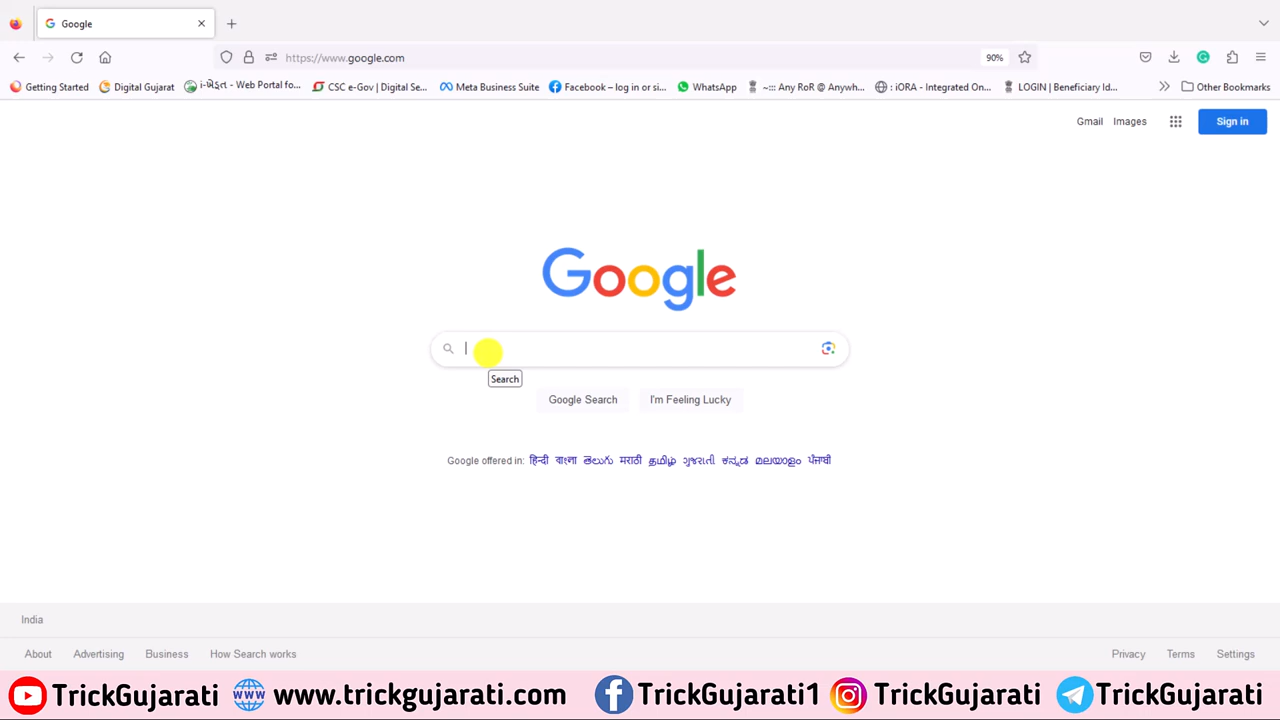 Google
https://www.google.com
90%
Getting Started
Digital Gujarat
i-ખેડૂત - Web Portal fo...
CSC e-Gov | Digital Se...
Meta Business Suite
Facebook – log in or si...
WhatsApp
~::: Any RoR @ Anywh...
: iORA - Integrated On...
LOGIN | Beneficiary Id...
Other Bookmarks
Gmail
Images
Sign in
Google
Search
Google Search
I'm Feeling Lucky
Google offered in: हिन्दी বাংলা తెలుగు मराठी தமிழ் ગુજરાતી ಕನ್ನಡ മലയാളം ਪੰਜਾਬੀ
India
About
Advertising
Business
How Search works
Privacy
Terms
Settings
TrickGujarati
www.trickgujarati.com
TrickGujarati1
TrickGujarati
TrickGujarati